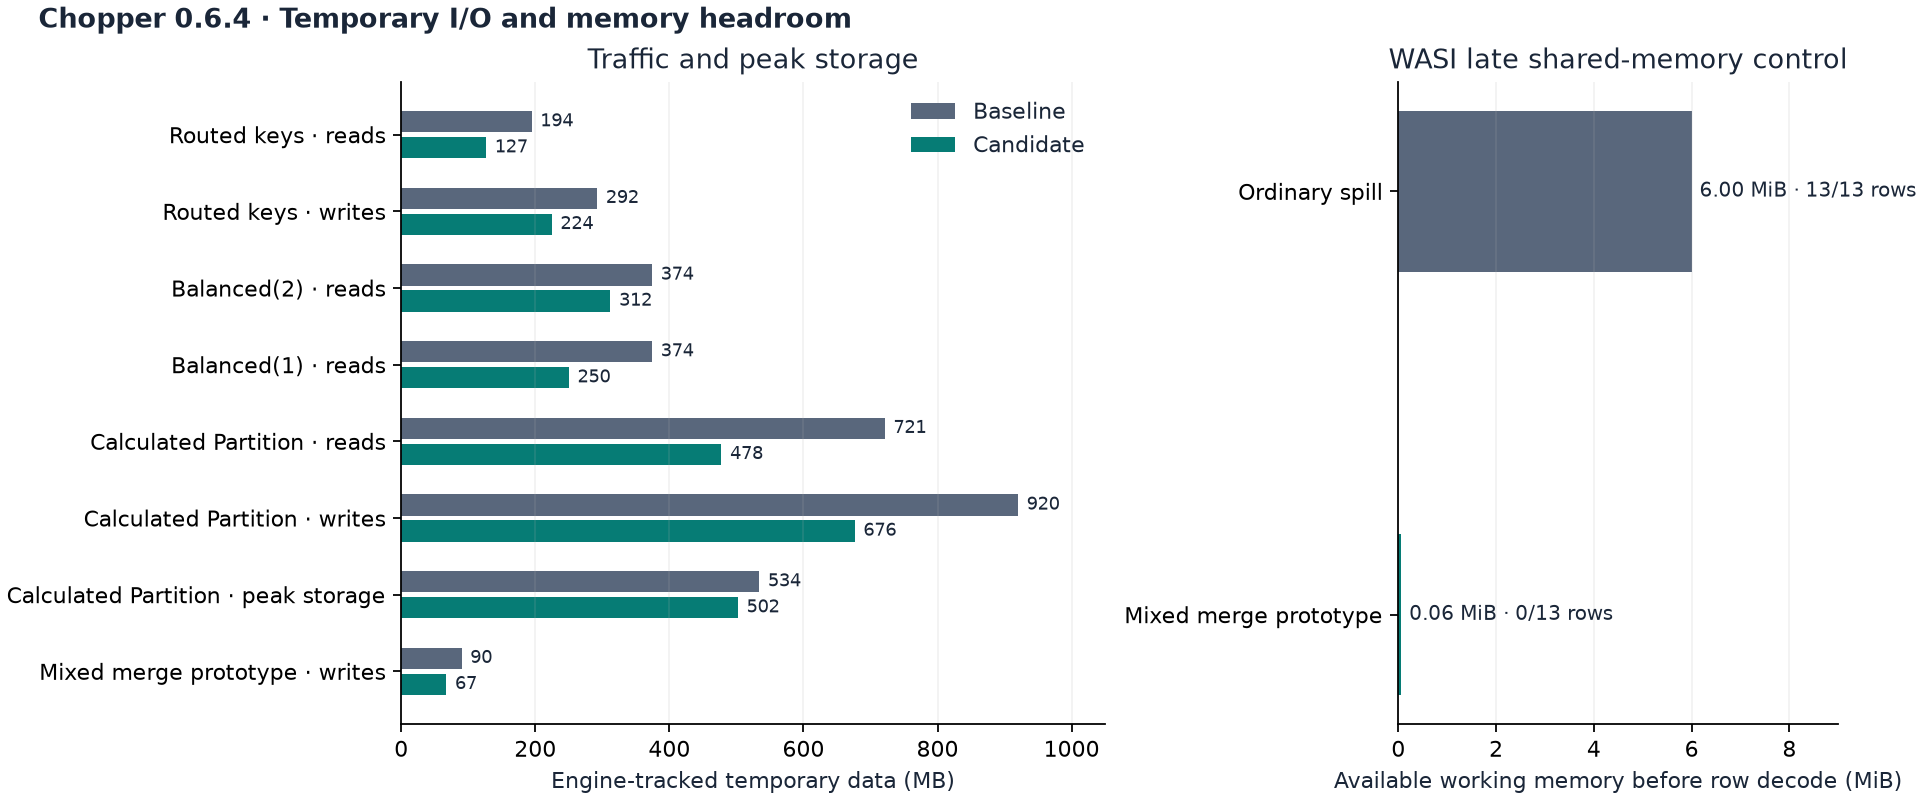 Chopper 0.6.4 · Temporary I/O and memory headroom
Traffic and peak storage
Baseline
Candidate
Routed keys · reads
194
127
Routed keys · writes
292
224
Balanced(2) · reads
374
312
Balanced(1) · reads
374
250
Calculated Partition · reads
721
478
Calculated Partition · writes
920
676
Calculated Partition · peak storage
534
502
Mixed merge prototype · writes
90
67
0 200 400 600 800 1000
Engine-tracked temporary data (MB)
WASI late shared-memory control
Ordinary spill
6.00 MiB · 13/13 rows
Mixed merge prototype
0.06 MiB · 0/13 rows
0 2 4 6 8
Available working memory before row decode (MiB)